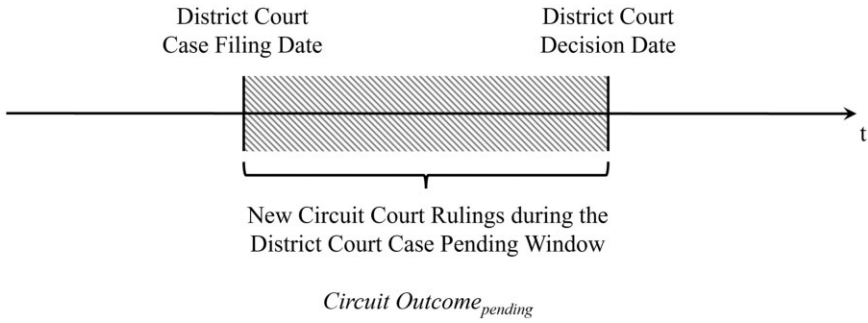 District Court
Case Filing Date
District Court
Decision Date
t
New Circuit Court Rulings during the
District Court Case Pending Window
Circuit Outcome_pending